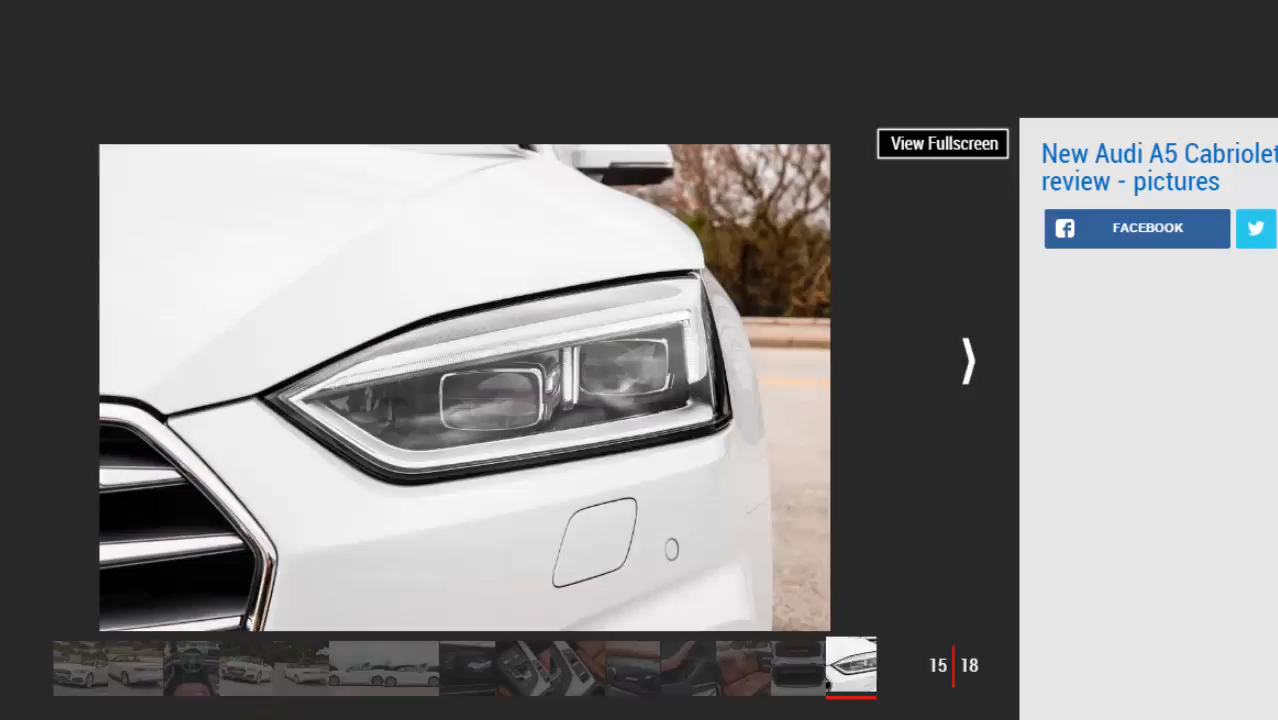 View Fullscreen
New Audi A5 Cabriolet
review - pictures
FACEBOOK
15 18